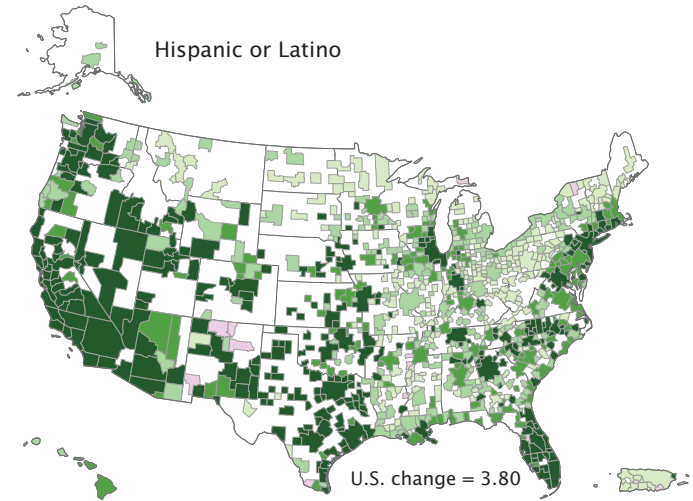 Hispanic or Latino
U.S. change = 3.80